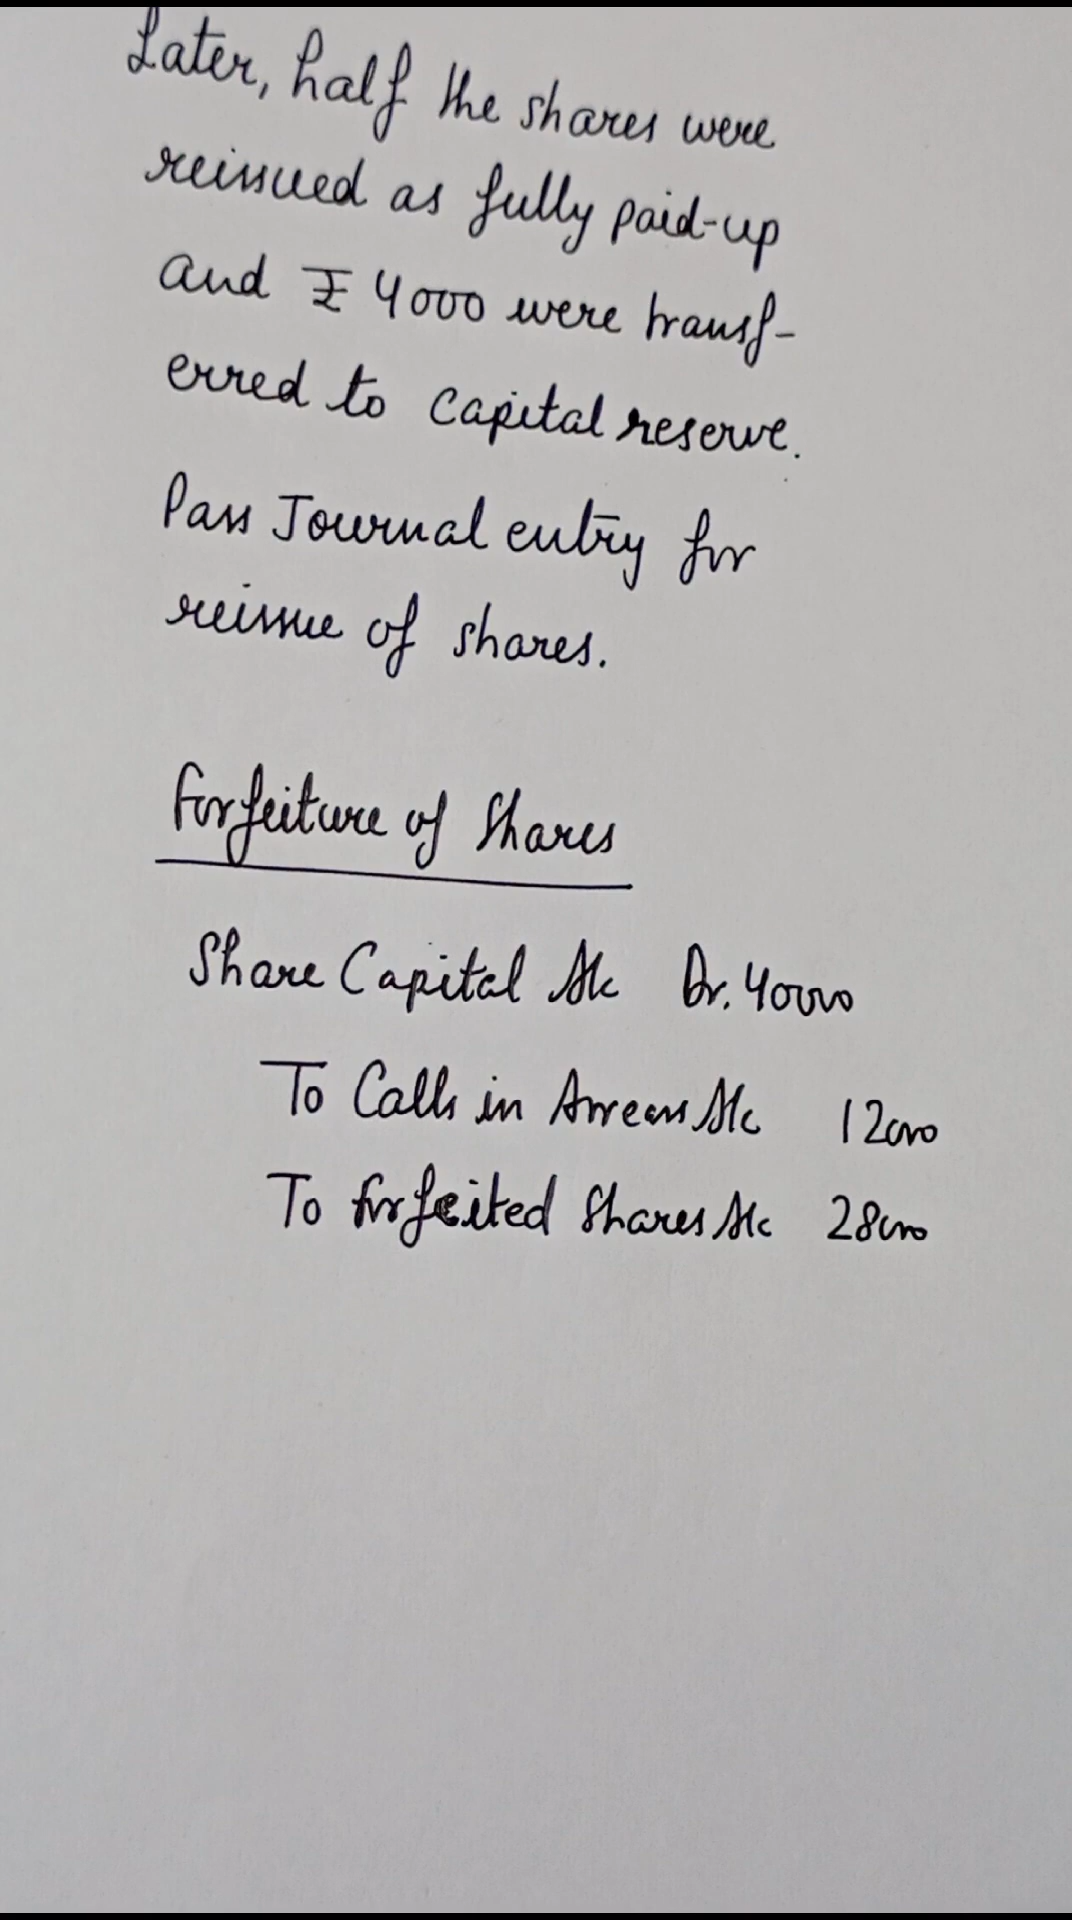 Later, half the shares were
reissued as fully paid-up
and ₹ 4000 were transf-
erred to capital reserve.
Pass Journal entry for
reissue of shares.
Forfeiture of Shares
Share Capital A/c Dr. 40000
To Calls in Arrears A/c 12000
To forfeited Shares A/c 28000